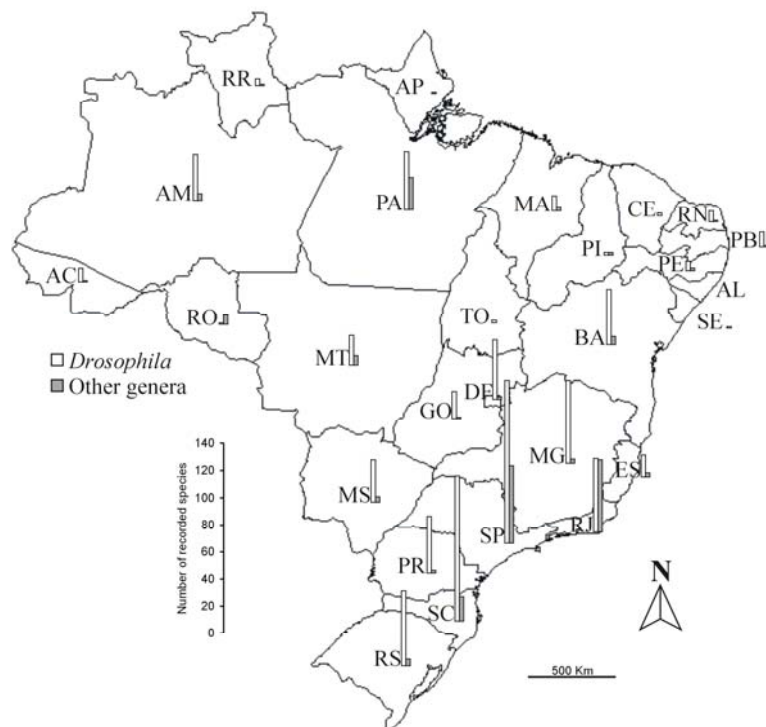 RR
AP
AM
PA
MA
CE
RN
PB
PI
PE
AL
SE
AC
RO
TO
BA
MT
Drosophila
Other genera
DF
GO
MG
ES
MS
SP
RJ
PR
SC
RS
Number of recorded species
140
120
100
80
60
40
20
0
N
500 Km